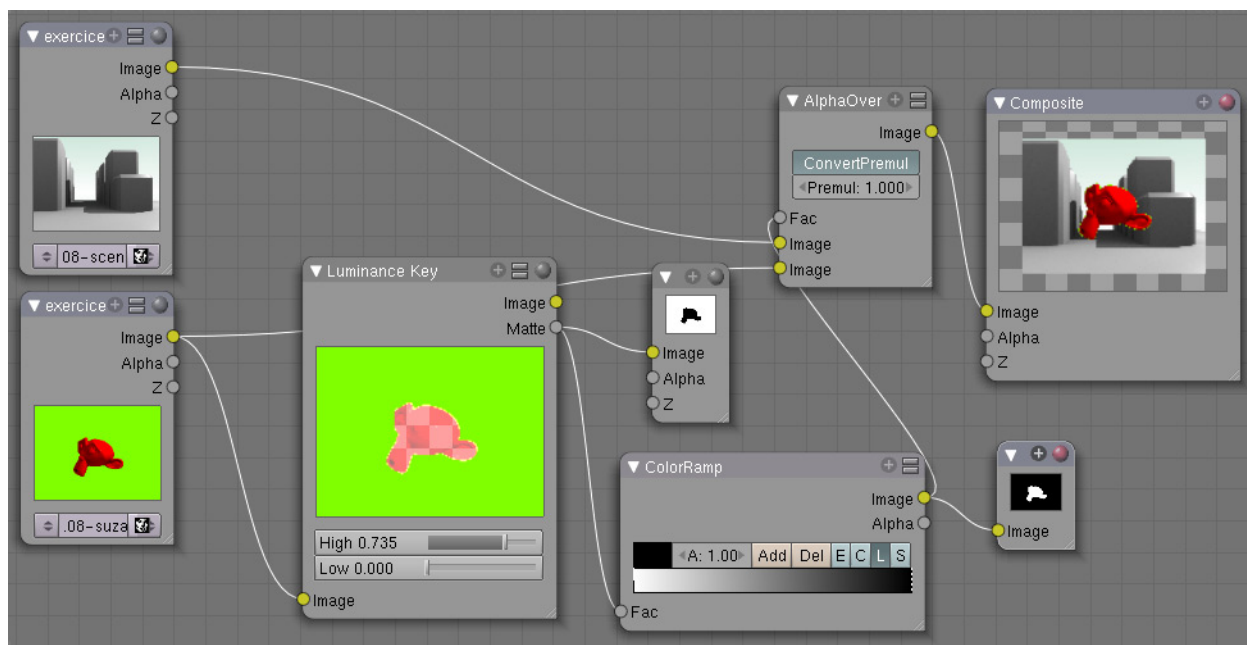 exercice
Image
Alpha
Z
08-scen
exercice
Image
Alpha
Z
.08-suza
Luminance Key
Image
Matte
High 0.735
Low 0.000
Image
Image
Alpha
Z
ColorRamp
Image
Alpha
A: 1.00 Add Del E C L S
Fac
AlphaOver
Image
ConvertPremul
Premul: 1.000
Fac
Image
Image
Composite
Image
Alpha
Z
Image